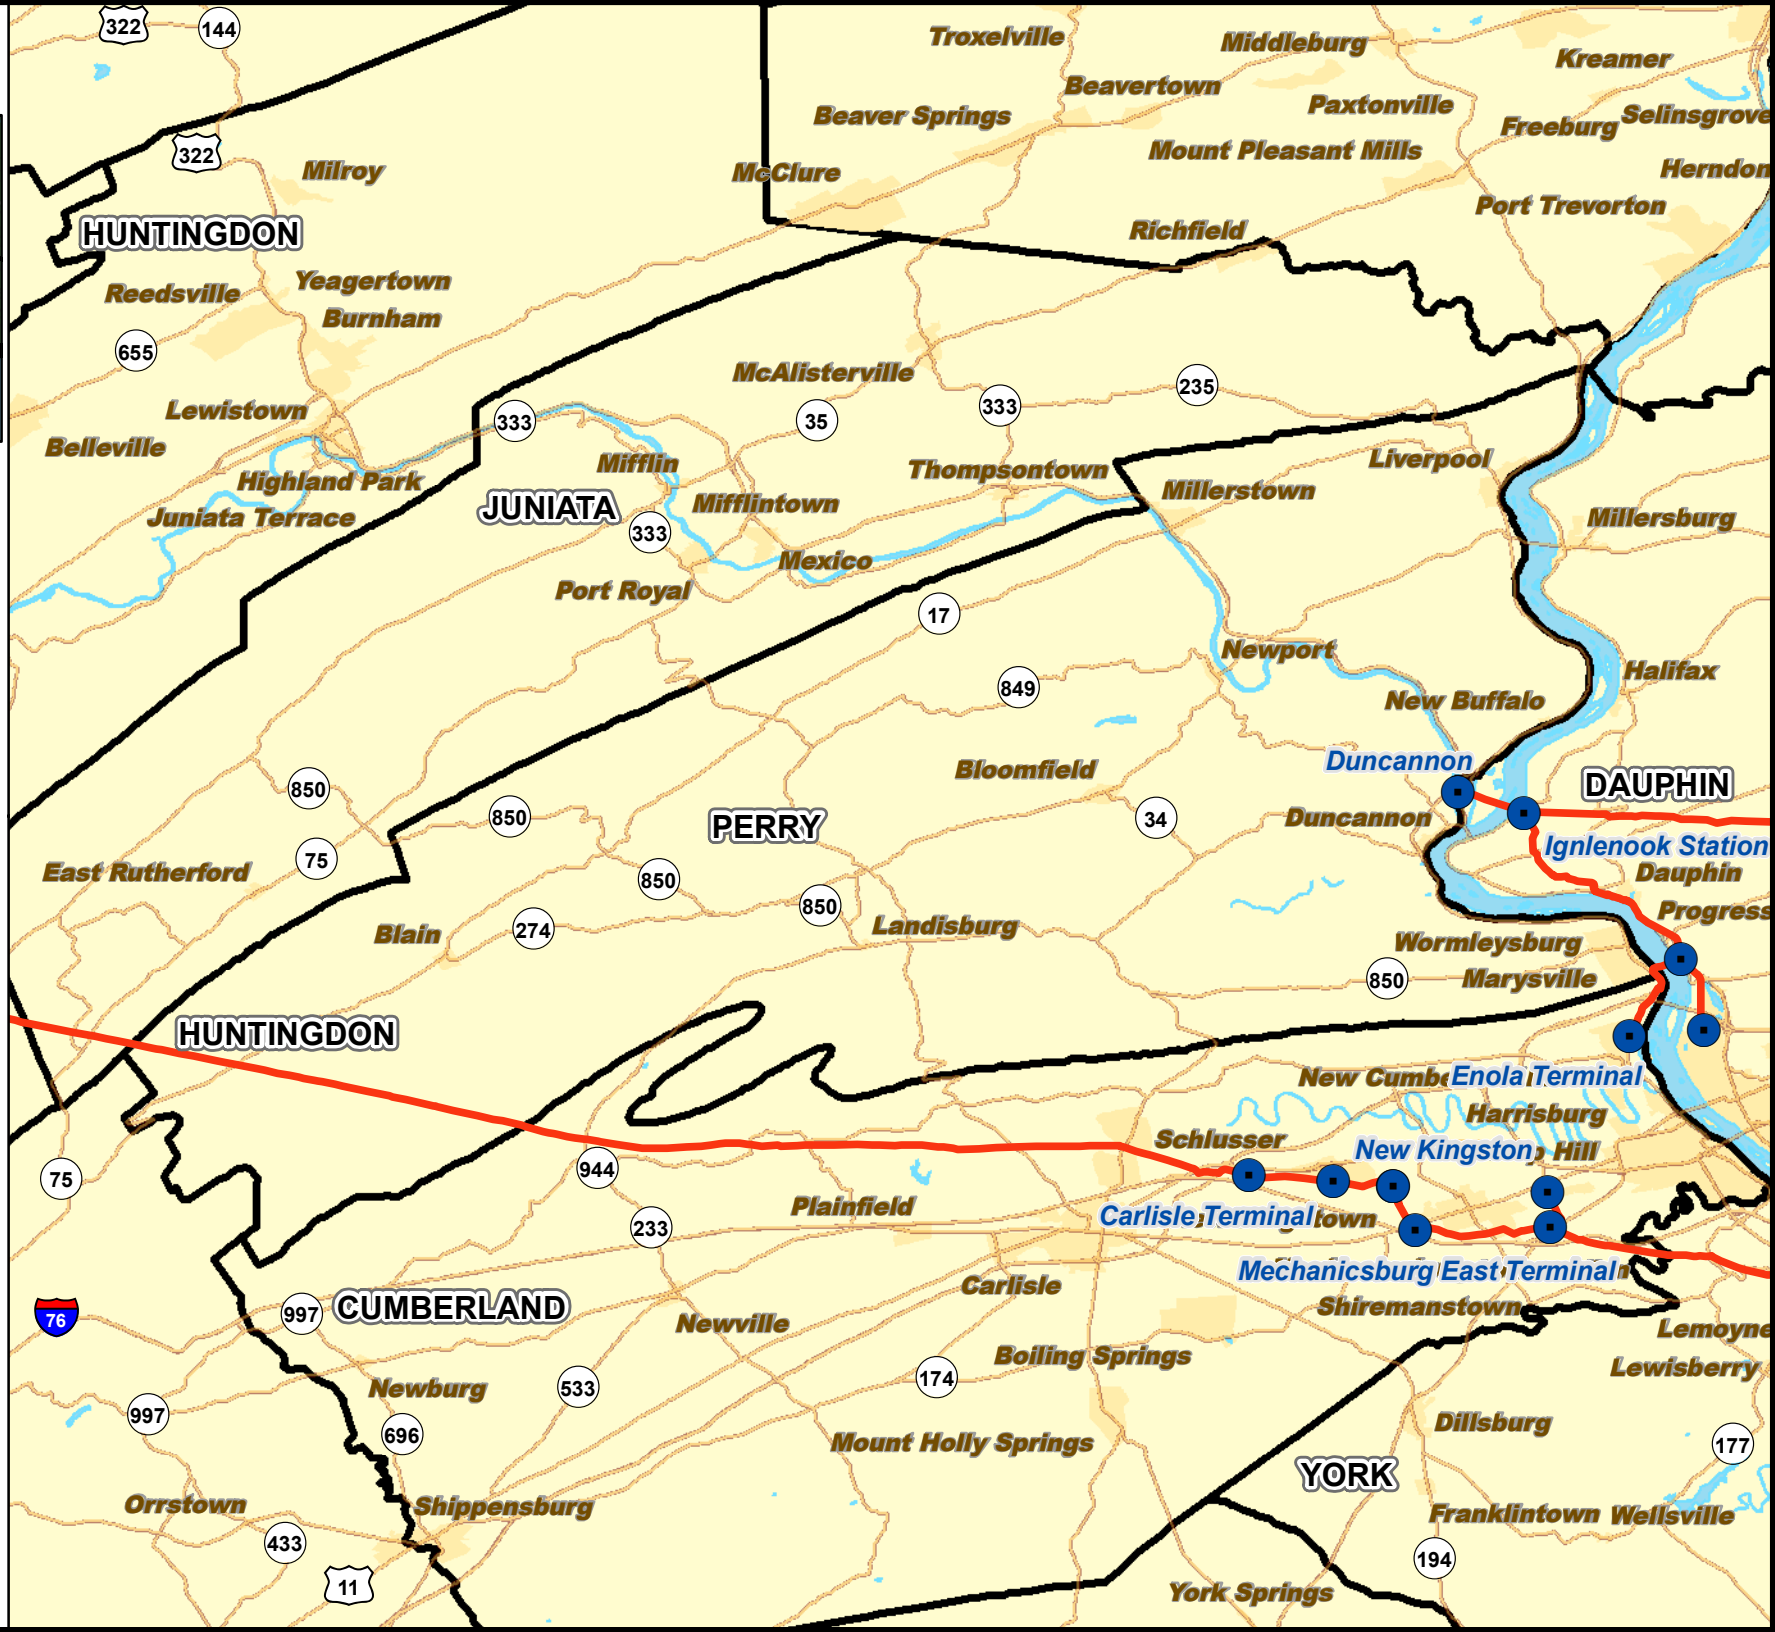 322
144
Troxelville
Middleburg
Kreamer
Beavertown
Paxtonville
Beaver Springs
Freeburg
Selinsgrove
322
Milroy
McClure
Mount Pleasant Mills
Herndon
HUNTINGDON
Richfield
Port Trevorton
Reedsville
Yeagertown
Burnham
655
McAlisterville
235
Lewistown
333
35
333
Belleville
Mifflin
Thompsontown
Liverpool
Highland Park
JUNIATA
Mifflintown
Millerstown
Juniata Terrace
333
Millersburg
Mexico
Port Royal
17
Newport
Halifax
849
New Buffalo
Bloomfield
Duncannon
DAUPHIN
850
850
PERRY
34
Duncannon
Ignlenook Station
75
East Rutherford
850
Dauphin
850
Progress
Blain
274
Landisburg
Wormleysburg
850
Marysville
HUNTINGDON
New Cumbe
Enola Terminal
Harrisburg
Schlusser
New Kingston
Hill
75
944
Plainfield
Carlisle Terminal
town
233
Mechanicsburg East Terminal
Carlisle
76
997
CUMBERLAND
Newville
Shiremanstown
Lemoyne
Boiling Springs
Lewisberry
Newburg
533
174
997
696
Mount Holly Springs
Dillsburg
177
YORK
Orrstown
Shippensburg
Franklintown
Wellsville
433
194
11
York Springs